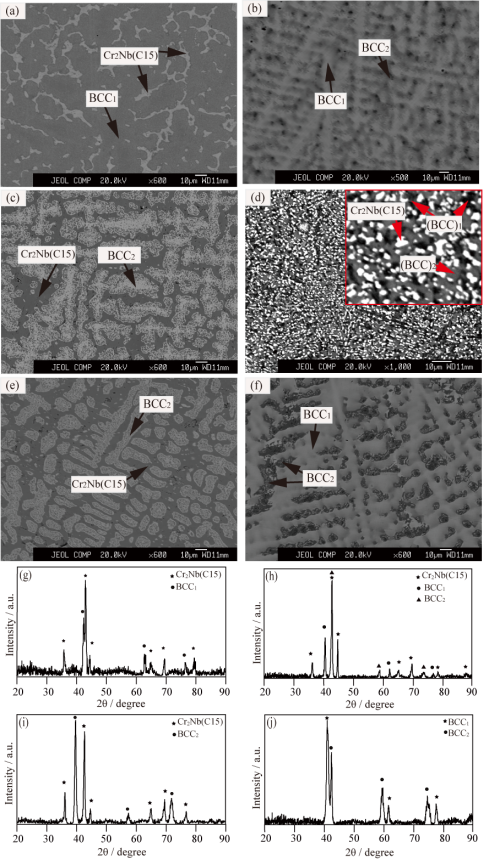 (a)
Cr2Nb(C15)
BCC1
JEOL COMP 20.0kV ×600 10μm WD11mm
(b)
BCC2
BCC1
JEOL COMP 20.0kV ×500 10μm WD11mm
(c)
Cr2Nb(C15)
BCC2
JEOL COMP 20.0kV ×600 10μm WD11mm
(d)
Cr2Nb(C15)
(BCC)1
(BCC)2
JEOL COMP 20.0kV ×1,000 10μm WD11mm
(e)
BCC2
Cr2Nb(C15)
JEOL COMP 20.0kV ×600 10μm WD11mm
(f)
BCC1
BCC2
JEOL COMP 20.0kV ×600 10μm WD11mm
(g)
★ Cr2Nb(C15)
● BCC1
Intensity / a.u.
20 30 40 50 60 70 80 90
2θ / degree
(h)
★ Cr2Nb(C15)
● BCC1
▲ BCC2
Intensity / a.u.
20 30 40 50 60 70 80 90
2θ / degree
(i)
★ Cr2Nb(C15)
● BCC2
Intensity / a.u.
20 30 40 50 60 70 80 90
2θ / degree
(j)
★ BCC1
● BCC2
Intensity / a.u.
20 30 40 50 60 70 80 90
2θ / degree